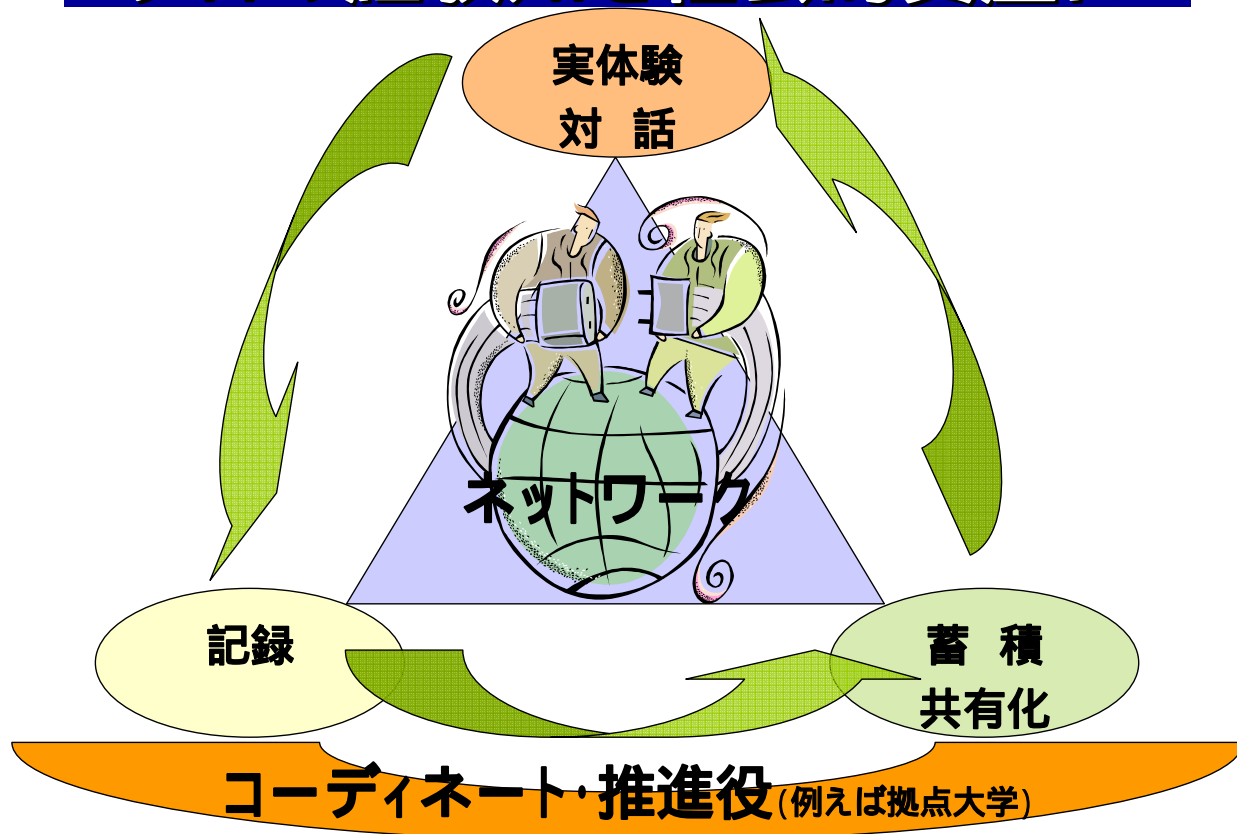 実体験
対 話
ネットワーク
記録
蓄 積
共有化
コーディネート・推進役(例えば拠点大学)